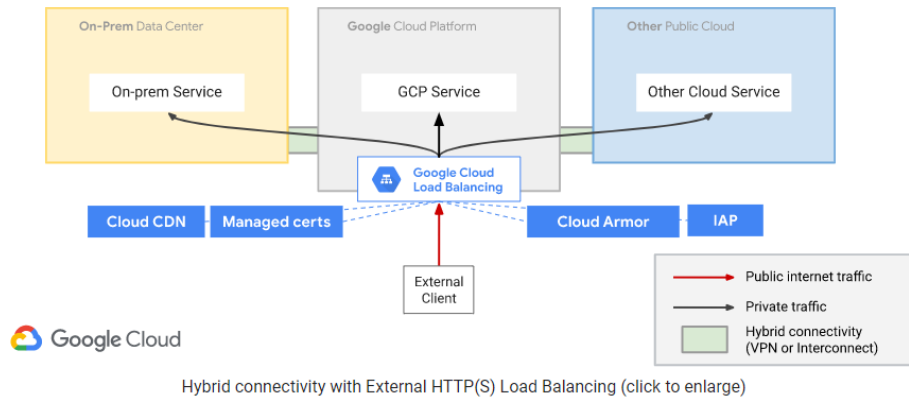 On-Prem Data Center
Google Cloud Platform
Other Public Cloud
On-prem Service
GCP Service
Other Cloud Service
Google Cloud
Load Balancing
Cloud CDN
Managed certs
Cloud Armor
IAP
External
Client
Public internet traffic
Private traffic
Hybrid connectivity
(VPN or Interconnect)
Google Cloud
Hybrid connectivity with External HTTP(S) Load Balancing (click to enlarge)